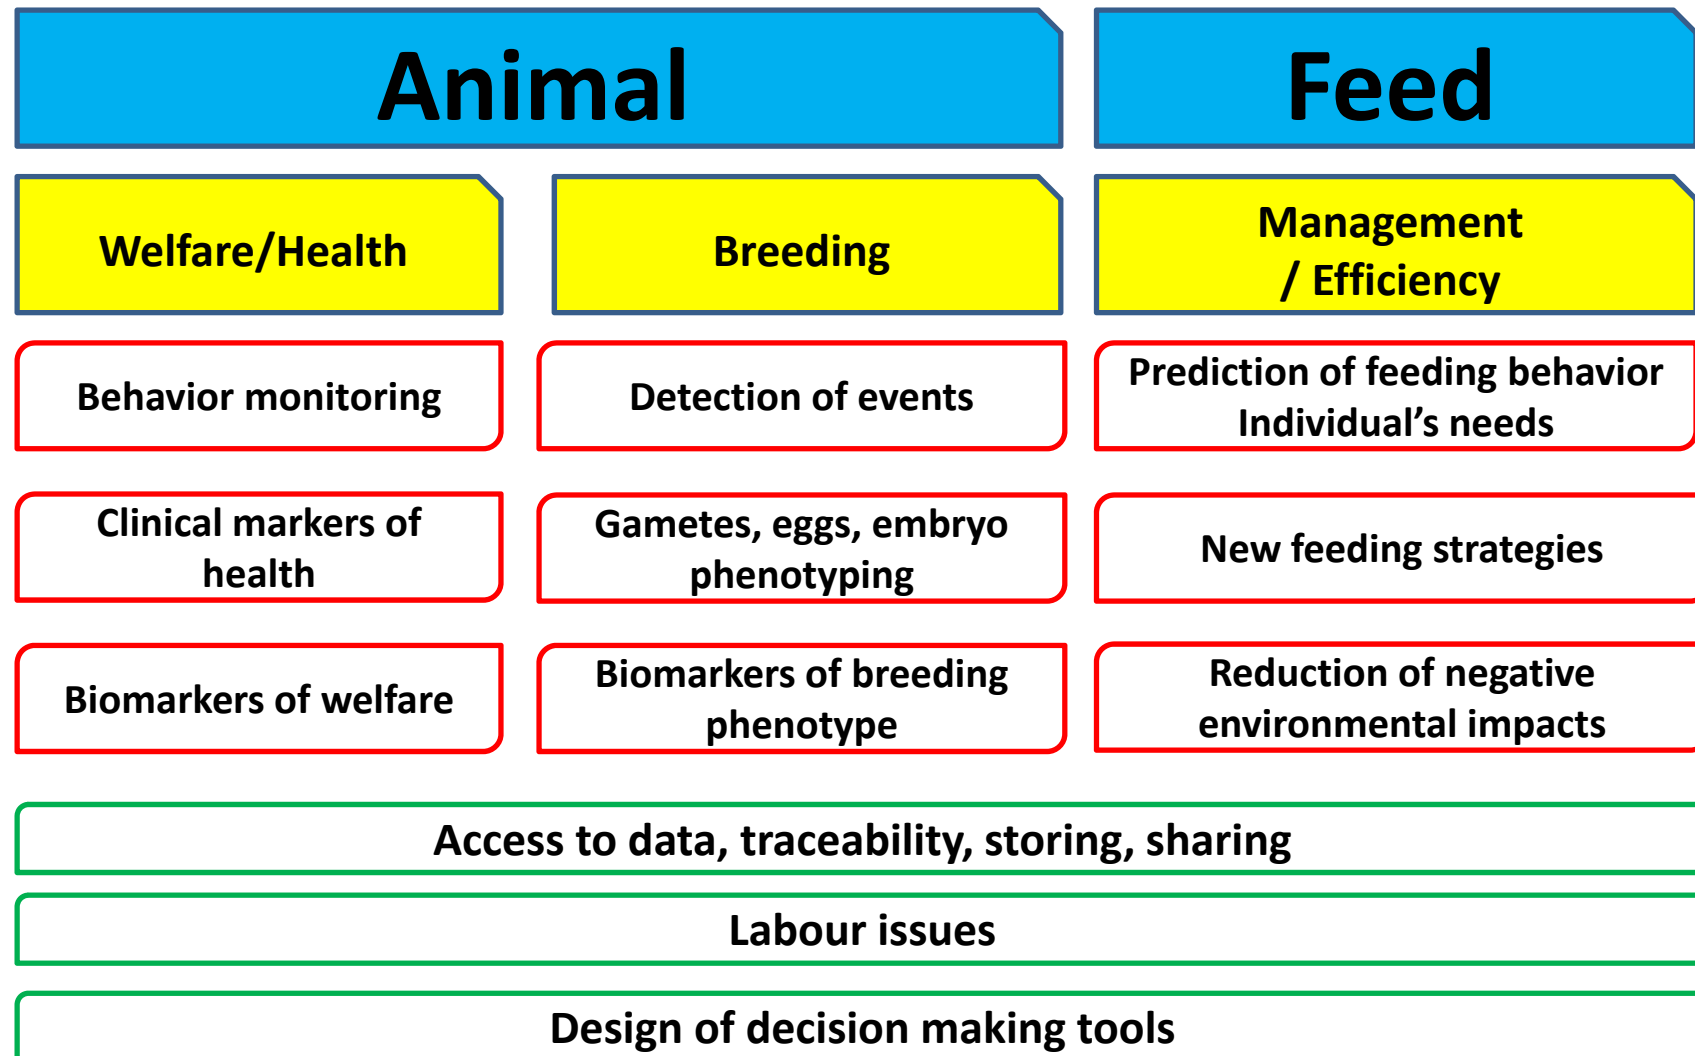 Animal
Feed
Welfare/Health
Breeding
Management
/ Efficiency
Behavior monitoring
Detection of events
Prediction of feeding behavior
Individual’s needs
Clinical markers of
health
Gametes, eggs, embryo
phenotyping
New feeding strategies
Biomarkers of welfare
Biomarkers of breeding
phenotype
Reduction of negative
environmental impacts
Access to data, traceability, storing, sharing
Labour issues
Design of decision making tools